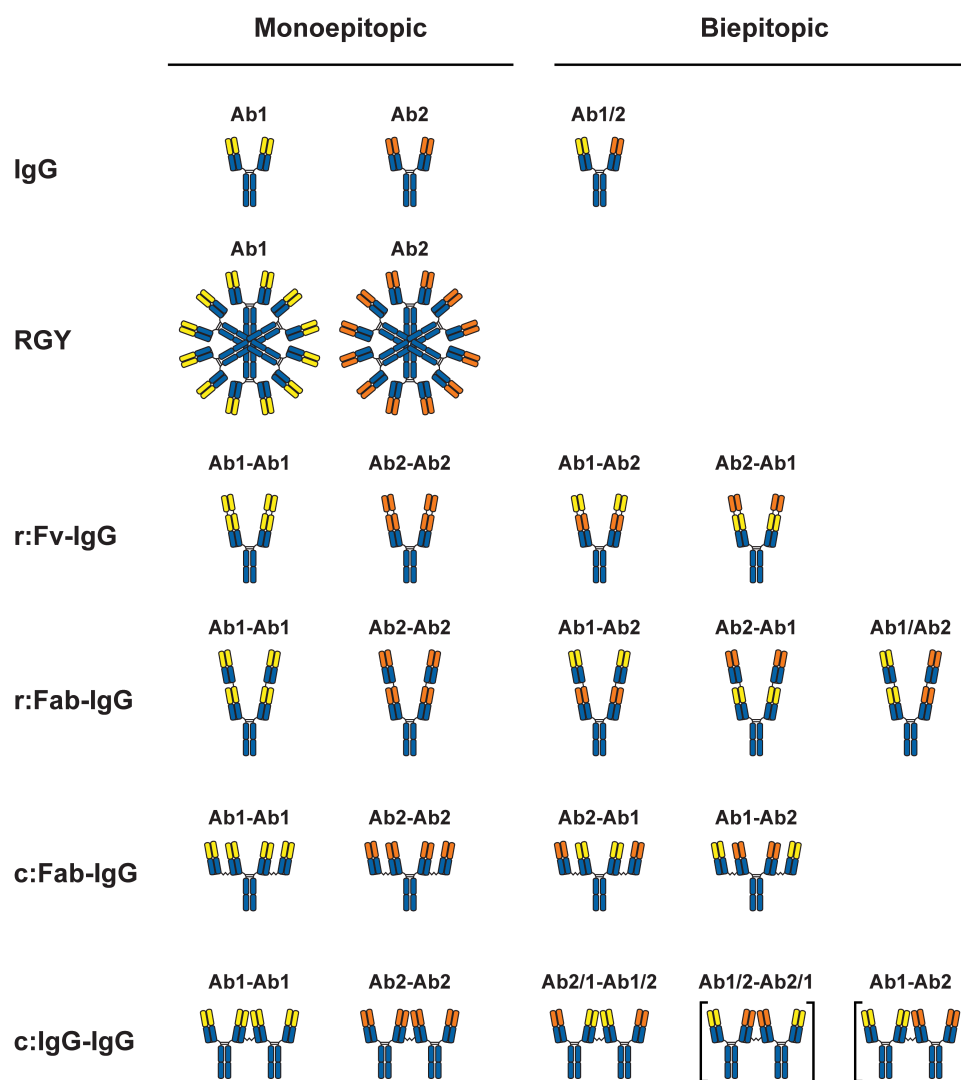 Monoepitopic Biepitopic
Ab1 Ab2 Ab1/2
IgG
Ab1 Ab2
RGY
Ab1-Ab1 Ab2-Ab2 Ab1-Ab2 Ab2-Ab1
r:Fv-IgG
Ab1-Ab1 Ab2-Ab2 Ab1-Ab2 Ab2-Ab1 Ab1/Ab2
r:Fab-IgG
Ab1-Ab1 Ab2-Ab2 Ab2-Ab1 Ab1-Ab2
c:Fab-IgG
Ab1-Ab1 Ab2-Ab2 Ab2/1-Ab1/2 Ab1/2-Ab2/1 Ab1-Ab2
c:IgG-IgG